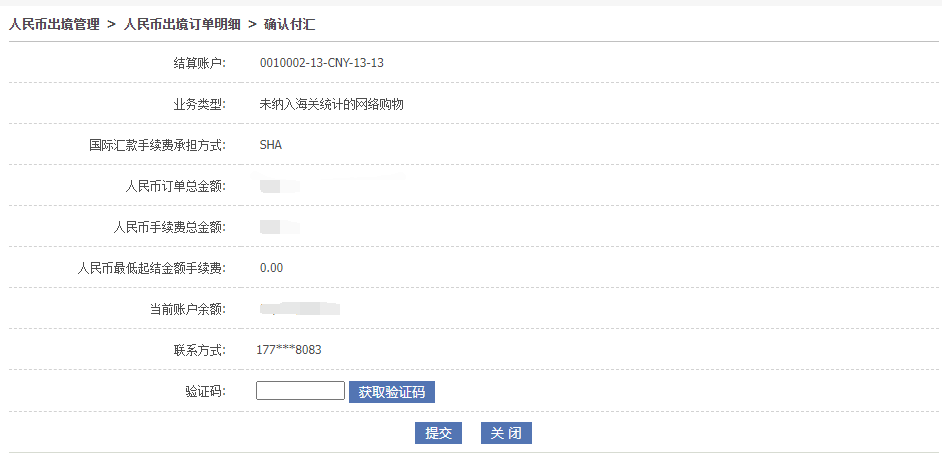 人民币出境管理 > 人民币出境订单明细 > 确认付汇
结算账户: 0010002-13-CNY-13-13
业务类型: 未纳入海关统计的网络购物
国际汇款手续费承担方式: SHA
人民币订单总金额:
人民币手续费总金额:
人民币最低起结金额手续费: 0.00
当前账户余额:
联系方式: 177***8083
验证码: 获取验证码
提交 关 闭